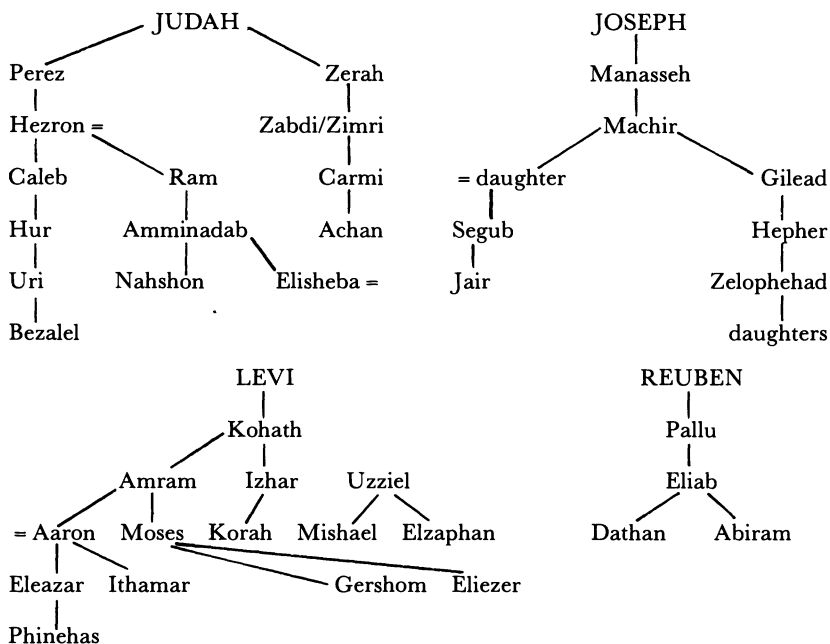 JUDAH JOSEPH
Perez Zerah Manasseh
Hezron = Zabdi/Zimri Machir
Caleb Ram Carmi = daughter Gilead
Hur Amminadab Achan Segub Hepher
Uri Nahshon Elisheba = Jair Zelophehad
Bezalel daughters
LEVI REUBEN
Kohath Pallu
Amram Izhar Uzziel Eliab
= Aaron Moses Korah Mishael Elzaphan Dathan Abiram
Eleazar Ithamar Gershom Eliezer
Phinehas